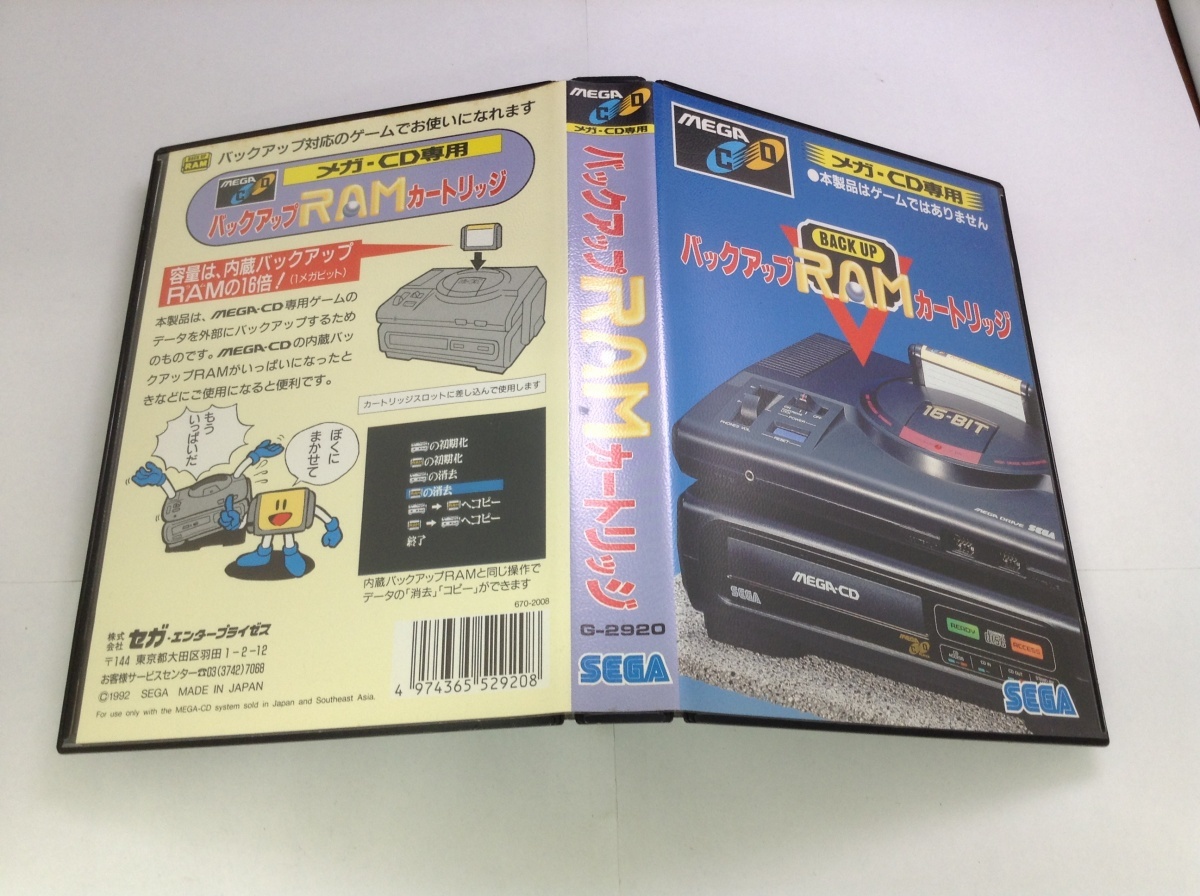 バックアップ対応のゲームでお使いになれます
BACK UP
RAM
MEGA
CD
メガ・CD専用
バックアップRAMカートリッジ
容量は、内蔵バックアップ
RAMの16倍!(1メガビット)
本製品は、MEGA-CD専用ゲームの
データを外部にバックアップするため
のものです。MEGA-CDの内蔵バッ
クアップRAMがいっぱいになったと
きなどにご使用になると便利です。
カートリッジスロットに差し込んで使用します
もう
いっぱいだ
ぼくに
まかせて
の初期化
の初期化
の消去
の消去
→ へコピー
→ へコピー
終了
内蔵バックアップRAMと同じ操作で
データの「消去」「コピー」ができます
670-2008
株式会社 セガ・エンタープライゼス
〒144 東京都大田区羽田1-2-12
お客様サービスセンター☎03(3742)7068
©1992 SEGA MADE IN JAPAN
For use only with the MEGA-CD system sold in Japan and Southeast Asia.
4 974365 529208
MEGA
CD
メガ・CD専用
バックアップRAMカートリッジ
G-2920
SEGA
MEGA
CD
メガ・CD専用
●本製品はゲームではありません
BACK UP
バックアップRAMカートリッジ
16-BIT
MEGA DRIVE SEGA
SEGA
MEGA-CD
READY
ACCESS
SEGA